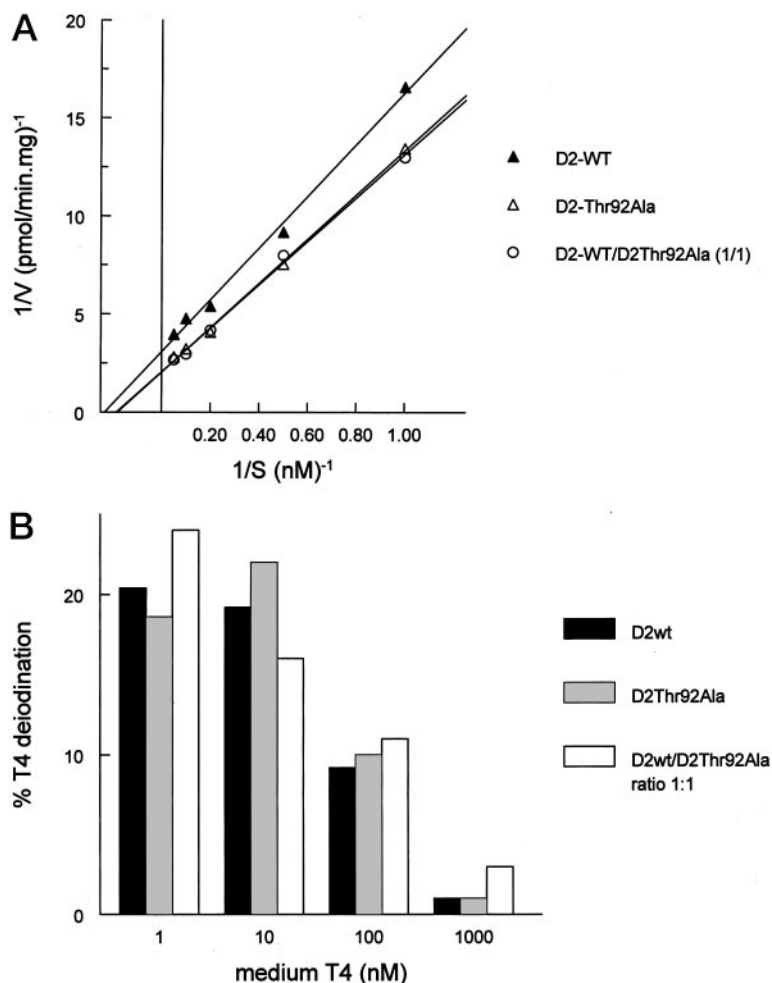 A
1/V (pmol/min.mg)-1
20
15
10
5
0
0.20 0.40 0.60 0.80 1.00
1/S (nM)-1
D2-WT
D2-Thr92Ala
D2-WT/D2Thr92Ala (1/1)
B
% T4 deiodination
20
10
0
1 10 100 1000
medium T4 (nM)
D2wt
D2Thr92Ala
D2wt/D2Thr92Ala
ratio 1:1